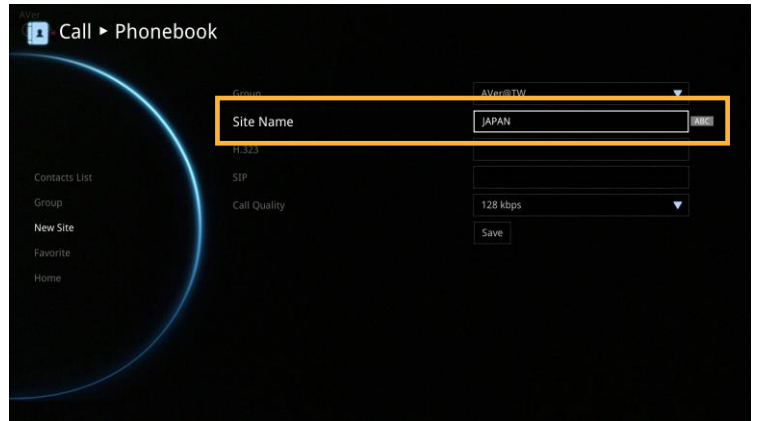 AVer
Call ▸ Phonebook
Group
AVer@TW
Site Name
JAPAN
ABC
H.323
SIP
Call Quality
128 kbps
Save
Contacts List
Group
New Site
Favorite
Home